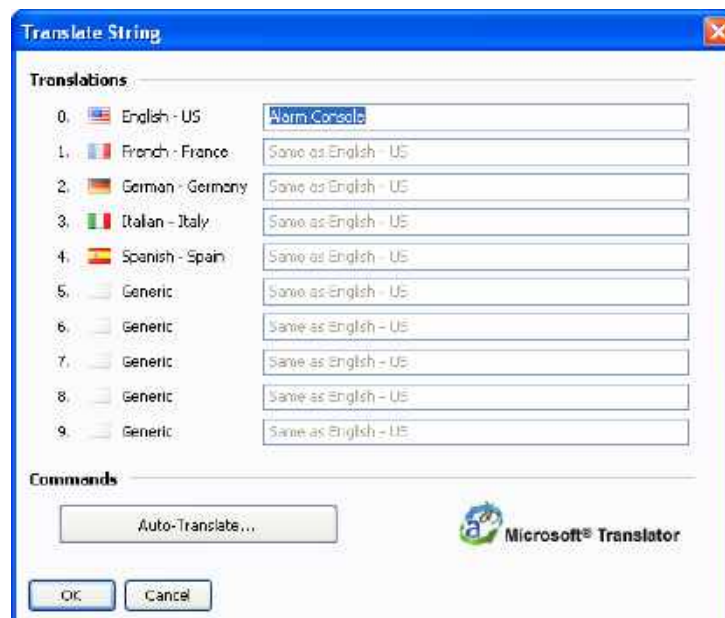 Translate String
Translations
0. English - US Alarm Console
1. French - France Same as English - US
2. German - Germany Same as English - US
3. Italian - Italy Same as English - US
4. Spanish - Spain Same as English - US
5. Generic Same as English - US
6. Generic Same as English - US
7. Generic Same as English - US
8. Generic Same as English - US
9. Generic Same as English - US
Commands
Auto-Translate...
a Microsoft® Translator
OK Cancel